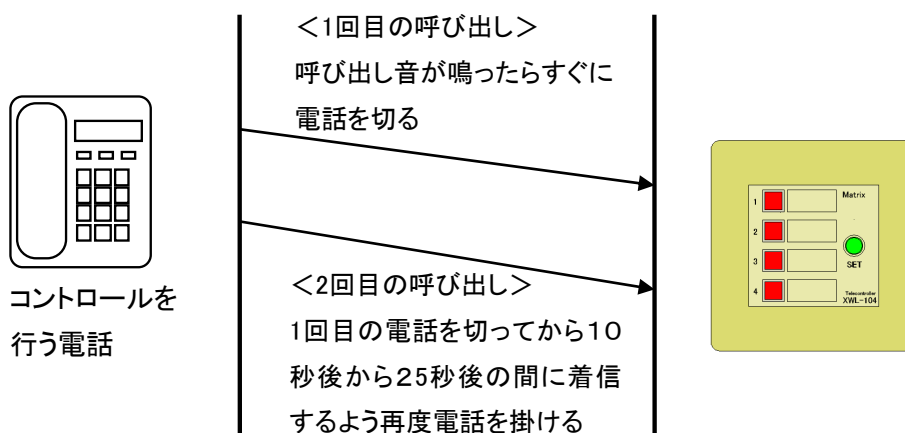 <1回目の呼び出し>
呼び出し音が鳴ったらすぐに
電話を切る
コントロールを
行う電話
<2回目の呼び出し>
1回目の電話を切ってから10
秒後から25秒後の間に着信
するよう再度電話を掛ける
Matrix
1
2
3
4
SET
Telecontroller
XWL-104